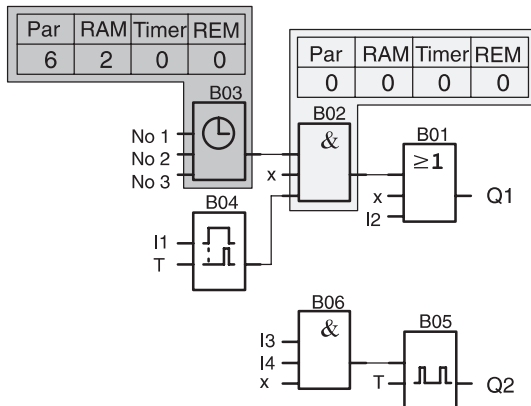 Par RAM Timer REM
6 2 0 0
Par RAM Timer REM
0 0 0 0
B03
No 1
No 2
No 3
B02
&
x
B01
≥1
x
I2
Q1
B04
I1
T
B06
&
I3
I4
x
B05
T
Q2